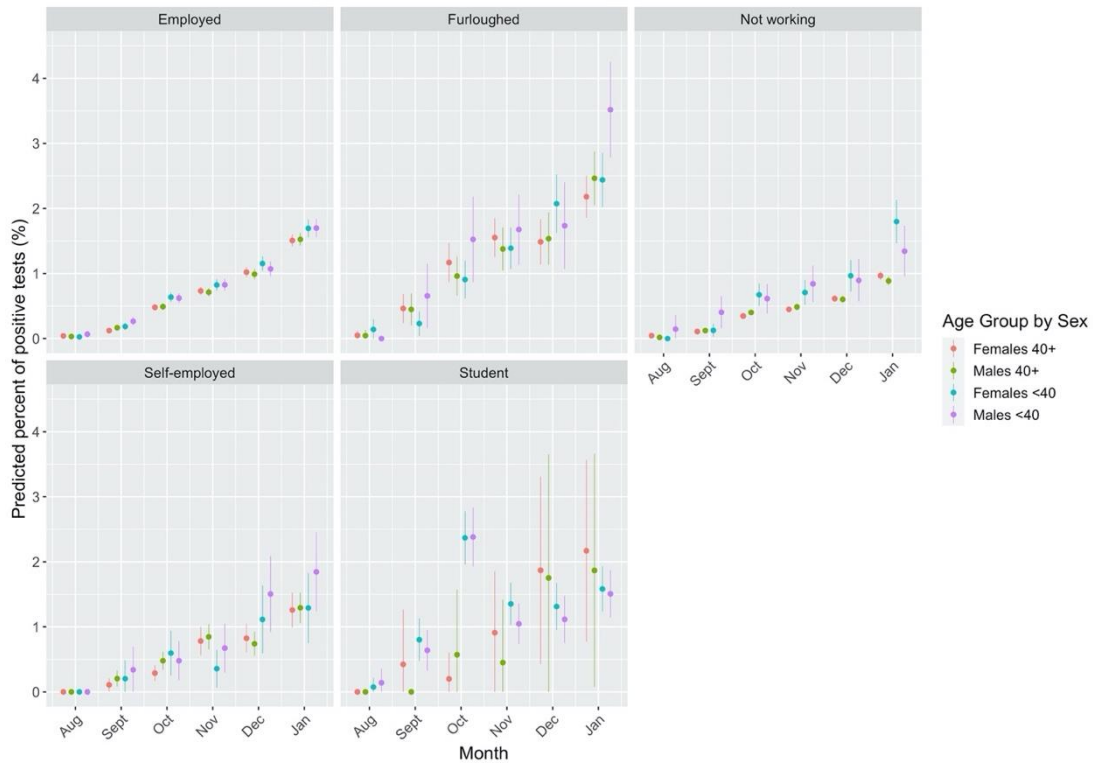 Employed
Furloughed
Not working
4
3
2
1
0
Aug
Sept
Oct
Nov
Dec
Jan
Self-employed
Student
4
3
2
1
0
Aug
Sept
Oct
Nov
Dec
Jan
Aug
Sept
Oct
Nov
Dec
Jan
Month
Predicted percent of positive tests (%)
Age Group by Sex
Females 40+
Males 40+
Females <40
Males <40